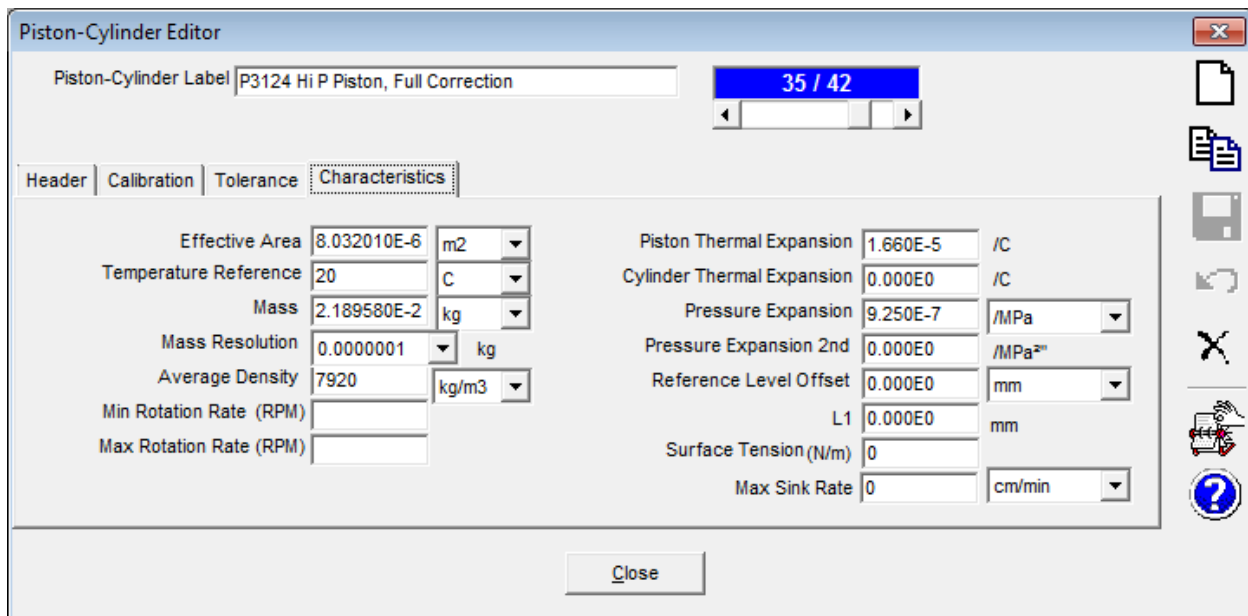 Piston-Cylinder Editor
Piston-Cylinder Label P3124 Hi P Piston, Full Correction
35 / 42
Header Calibration Tolerance Characteristics
Effective Area 8.032010E-6 m2
Temperature Reference 20 C
Mass 2.189580E-2 kg
Mass Resolution 0.0000001 kg
Average Density 7920 kg/m3
Min Rotation Rate (RPM)
Max Rotation Rate (RPM)
Piston Thermal Expansion 1.660E-5 /C
Cylinder Thermal Expansion 0.000E0 /C
Pressure Expansion 9.250E-7 /MPa
Pressure Expansion 2nd 0.000E0 /MPa²"
Reference Level Offset 0.000E0 mm
L1 0.000E0 mm
Surface Tension (N/m) 0
Max Sink Rate 0 cm/min
Close